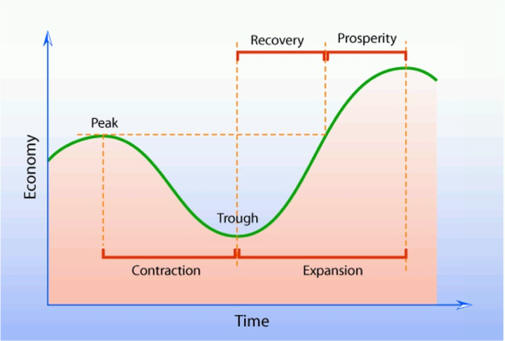 Recovery
Prosperity
Peak
Economy
Trough
Contraction
Expansion
Time